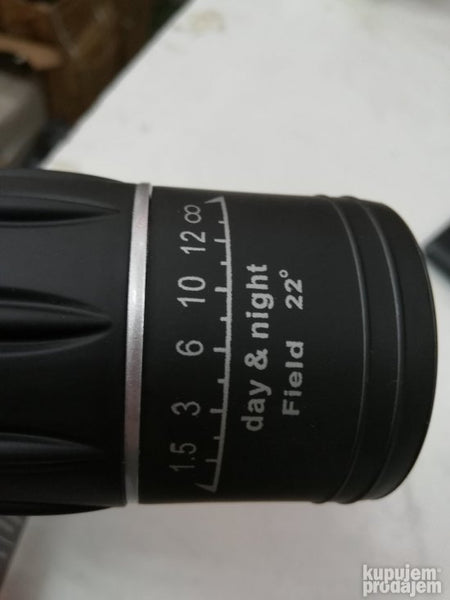 1.5 3 6 10 12 ∞
day & night
Field 22°
kupujem
prodajem